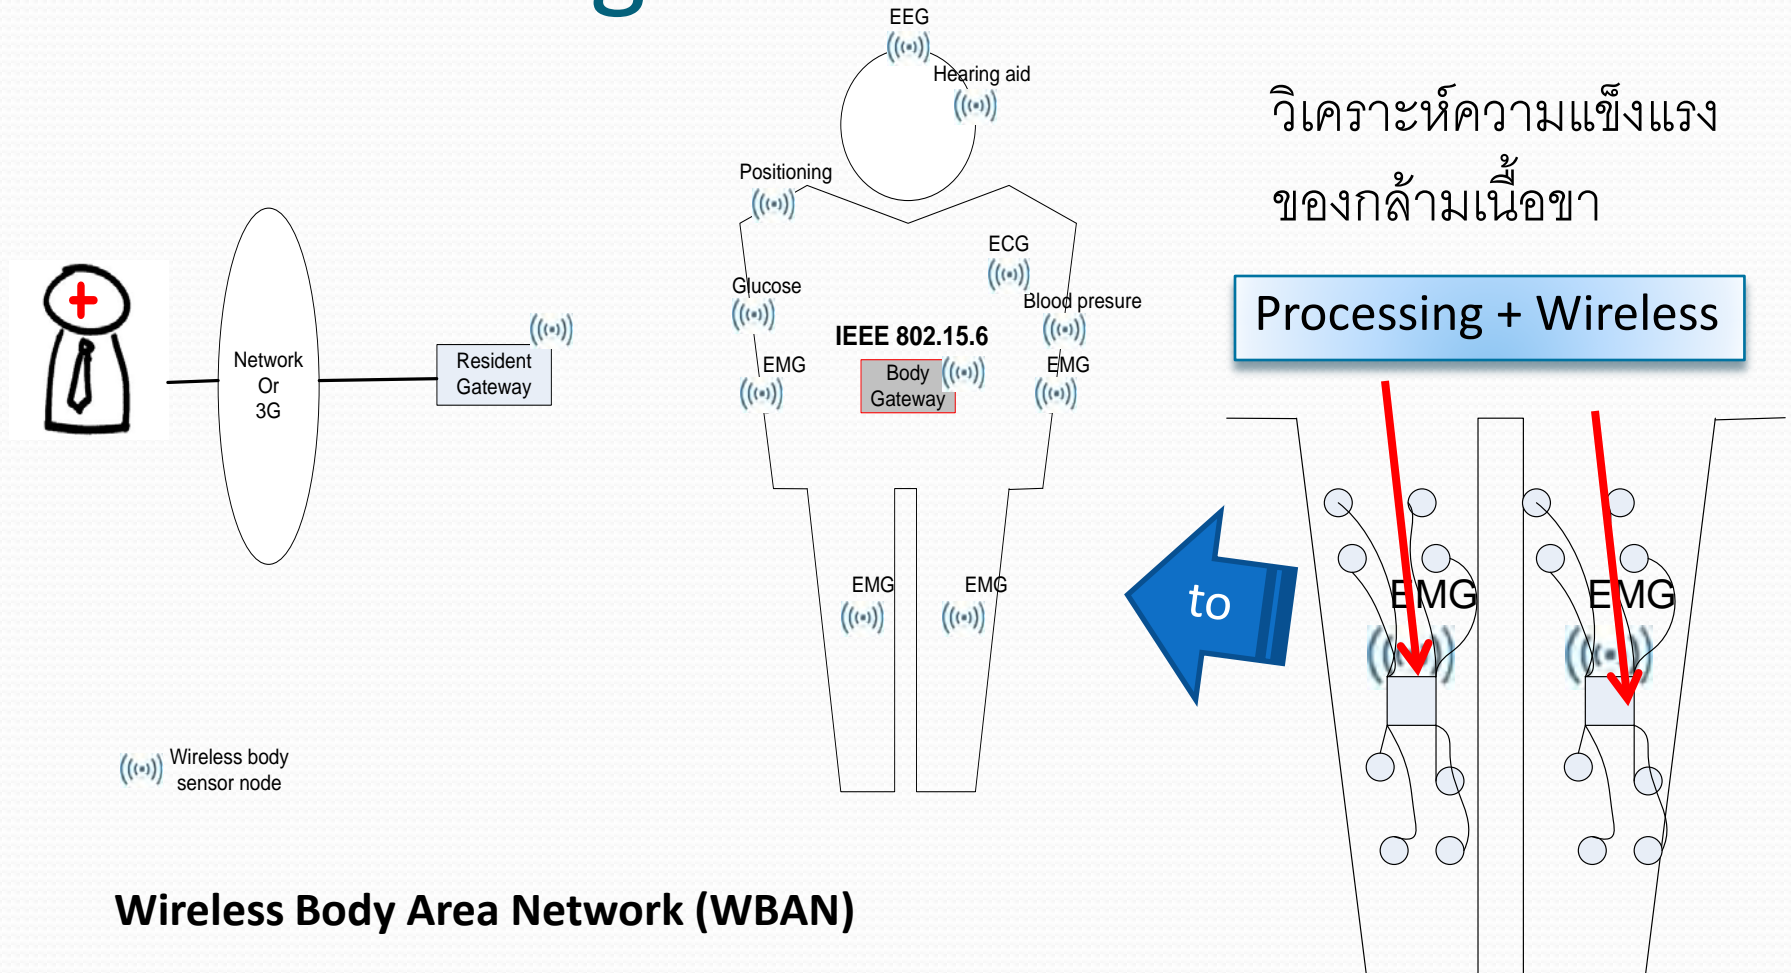 g
EEG
Hearing aid
Positioning
ECG
Glucose
Blood presure
IEEE 802.15.6
EMG
Body
Gateway
EMG
Network
Or
3G
Resident
Gateway
EMG
EMG
Wireless body
sensor node
Wireless Body Area Network (WBAN)
วิเคราะห์ความแข็งแรง
ของกล้ามเนื้อขา
Processing + Wireless
to
EMG
EMG